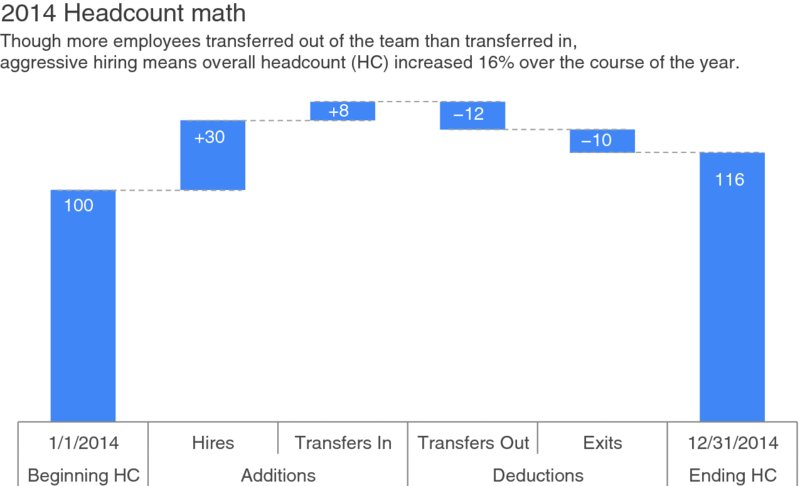 2014 Headcount math
Though more employees transferred out of the team than transferred in,
aggressive hiring means overall headcount (HC) increased 16% over the course of the year.
+8
−12
+30
−10
116
100
1/1/2014 Hires Transfers In Transfers Out Exits 12/31/2014
Beginning HC Additions Deductions Ending HC